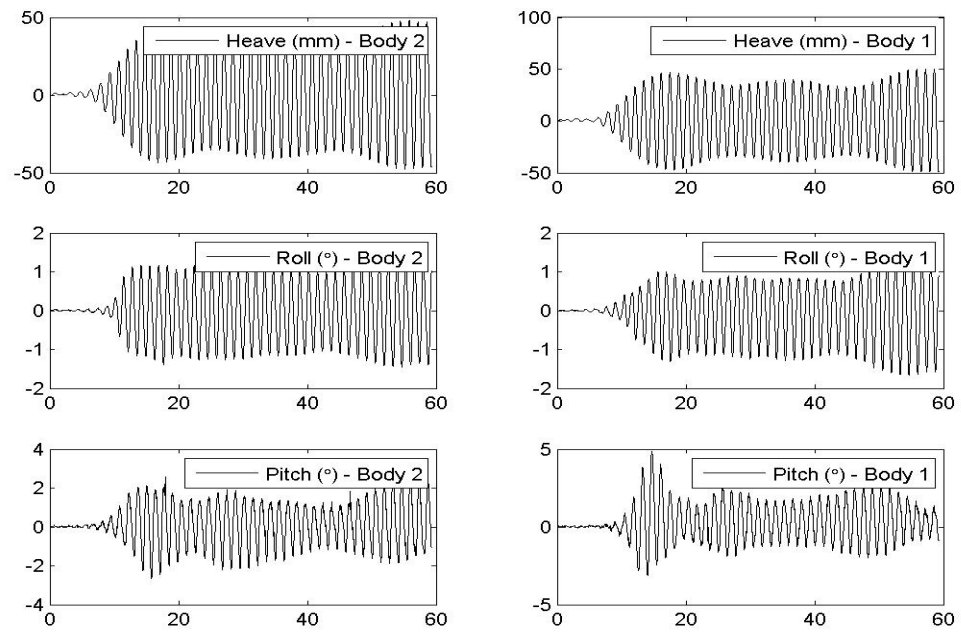 50
Heave (mm) - Body 2
0
-50
0 20 40 60
100
Heave (mm) - Body 1
50
0
-50
0 20 40 60
2
Roll (°) - Body 2
1
0
-1
-2
0 20 40 60
2
Roll (°) - Body 1
1
0
-1
-2
0 20 40 60
4
Pitch (°) - Body 2
2
0
-2
-4
0 20 40 60
5
Pitch (°) - Body 1
0
-5
0 20 40 60